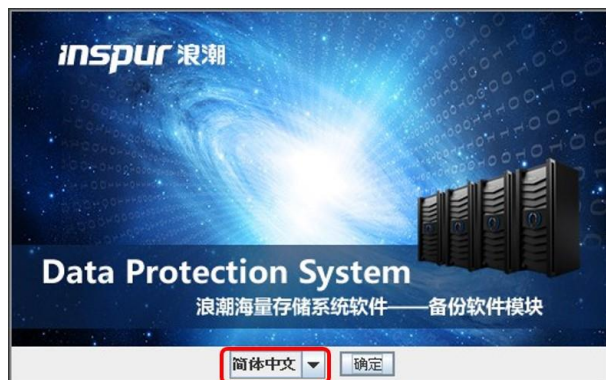 inspur 浪潮
Data Protection System
浪潮海量存储系统软件——备份软件模块
简体中文 确定